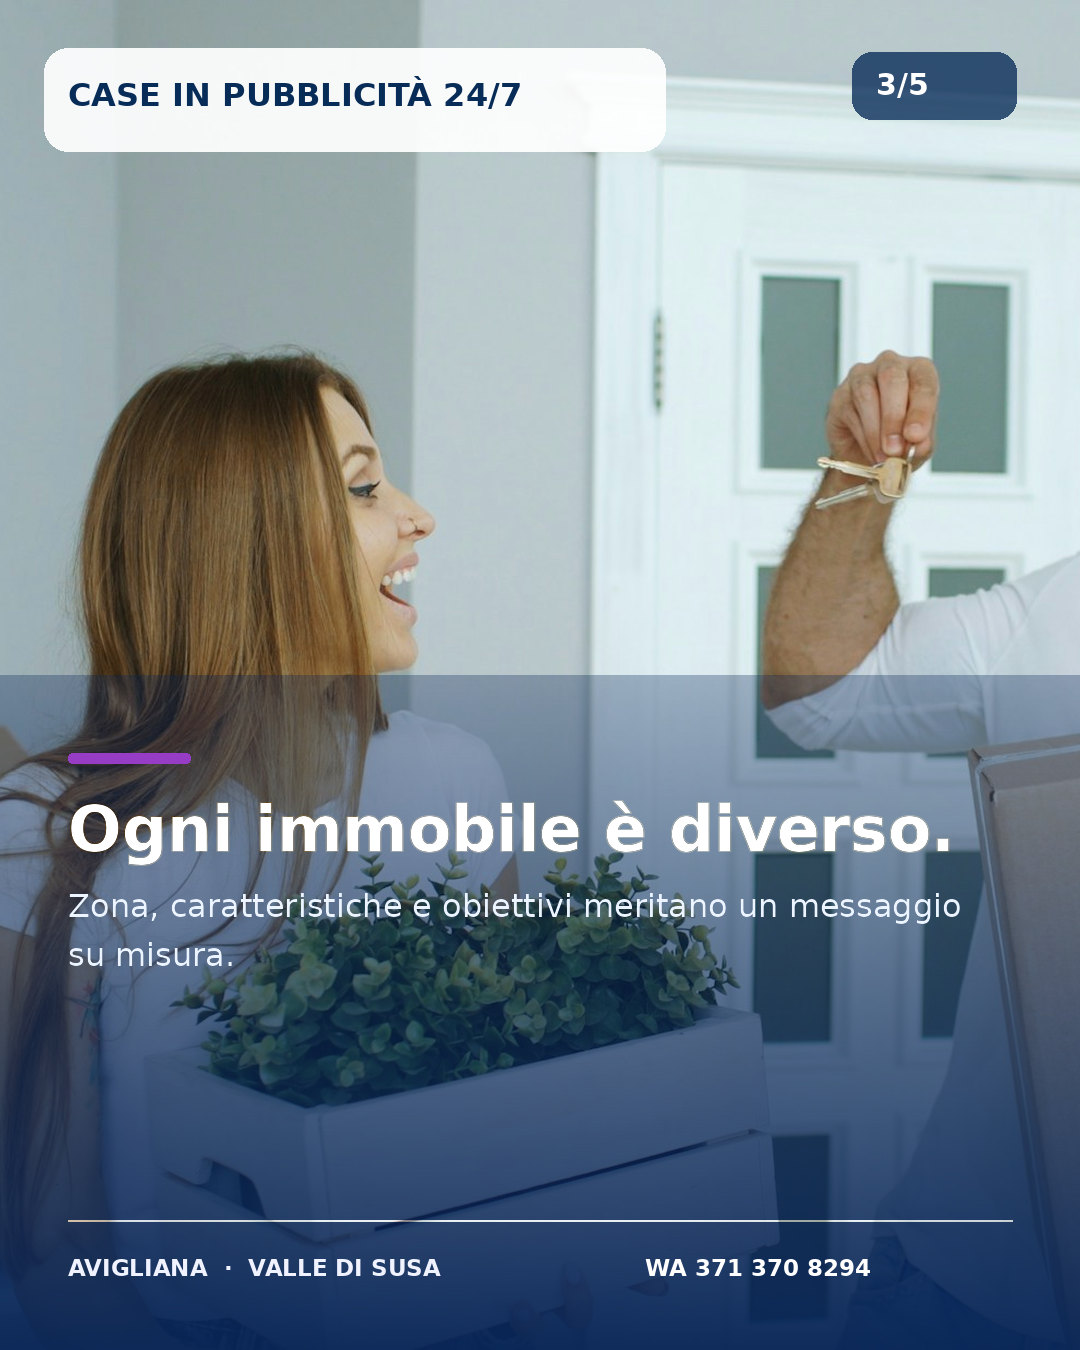 CASE IN PUBBLICITÀ 24/7
3/5
Ogni immobile è diverso.
Zona, caratteristiche e obiettivi meritano un messaggio
su misura.
AVIGLIANA · VALLE DI SUSA
WA 371 370 8294